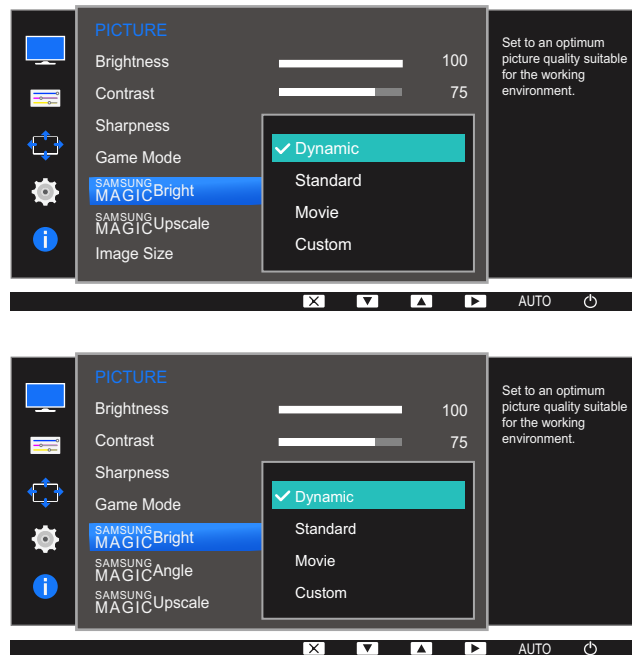 PICTURE
Brightness 100
Contrast 75
Sharpness
Game Mode
SAMSUNG
MAGICBright
SAMSUNG
MAGICUpscale
Image Size
Dynamic
Standard
Movie
Custom
Set to an optimum
picture quality suitable
for the working
environment.
AUTO
PICTURE
Brightness 100
Contrast 75
Sharpness
Game Mode
SAMSUNG
MAGICBright
SAMSUNG
MAGICAngle
SAMSUNG
MAGICUpscale
Dynamic
Standard
Movie
Custom
Set to an optimum
picture quality suitable
for the working
environment.
AUTO